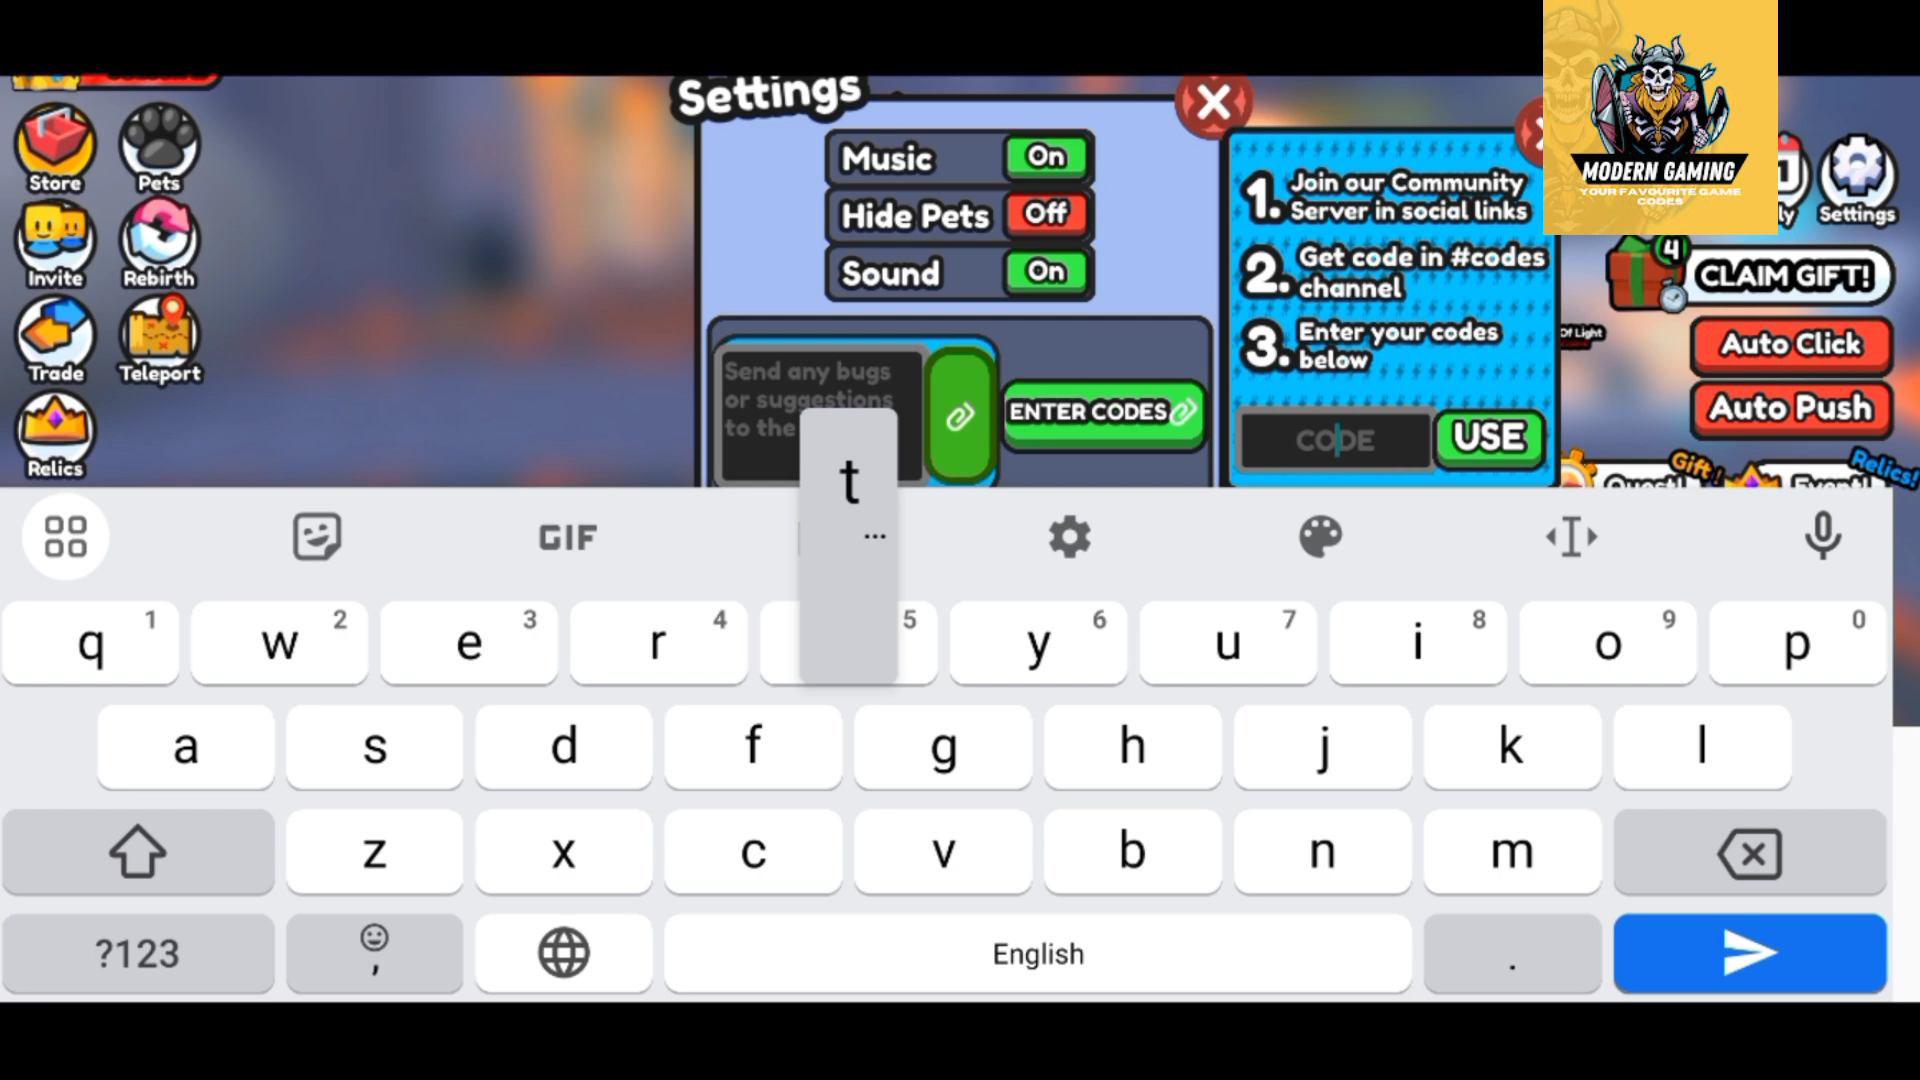 Settings
Music On
Hide Pets Off
Sound On
Store
Pets
Invite
Rebirth
Trade
Teleport
Relics
Send any bugs
or suggestions
to the
ENTER CODES
1. Join our Community
Server in social links
2. Get code in #codes
channel
3. Enter your codes
below
CODE
USE
MODERN GAMING
YOUR FAVOURITE GAME
CODES
Settings
4
CLAIM GIFT!
Of Light
Auto Click
Auto Push
Gift!
Relics!
t
...
GIF
q 1 w 2 e 3 r 4 5 y 6 u 7 i 8 o 9 p 0
a s d f g h j k l
z x c v b n m
?123 , English .